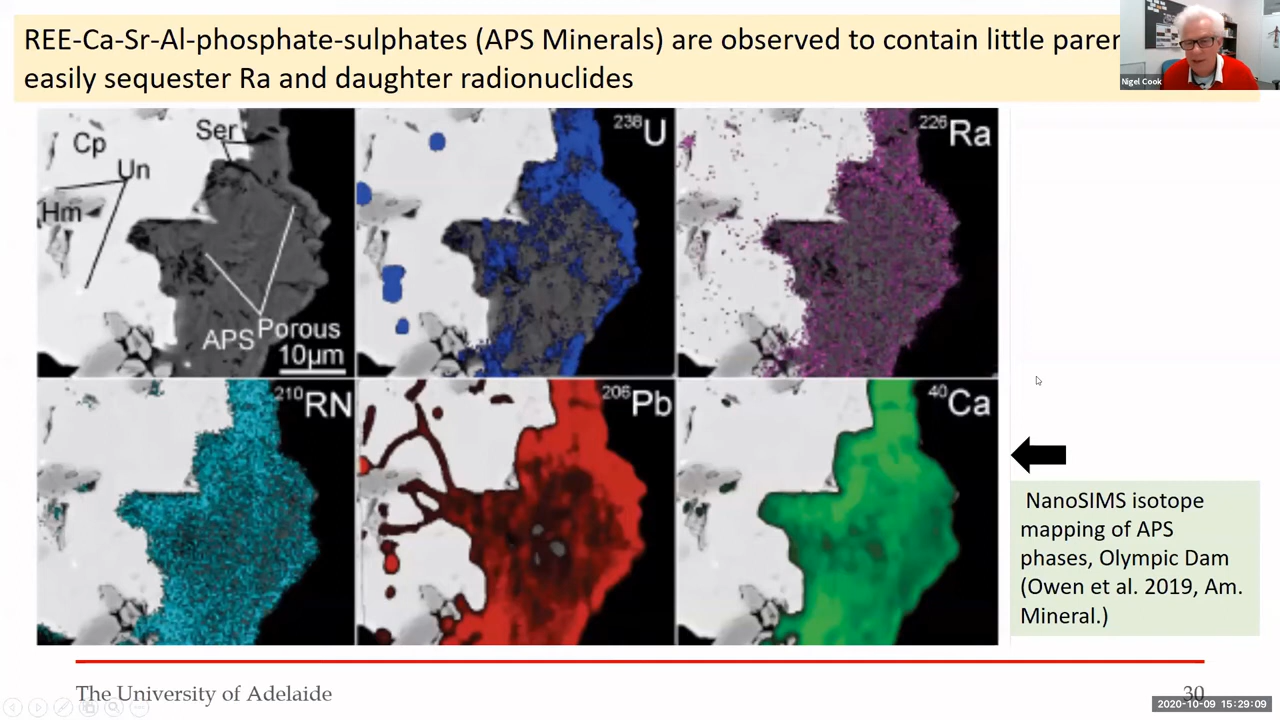 REE-Ca-Sr-Al-phosphate-sulphates (APS Minerals) are observed to contain little
easily sequester Ra and daughter radionuclides
Nigel Cook
Cp
Ser
Un
Hm
APS
Porous
10µm
238U
226Ra
210RN
206Pb
40Ca
NanoSIMS isotope
mapping of APS
phases, Olympic Dam
(Owen et al. 2019, Am.
Mineral.)
The University of Adelaide
30
2020-10-09 15:29:09